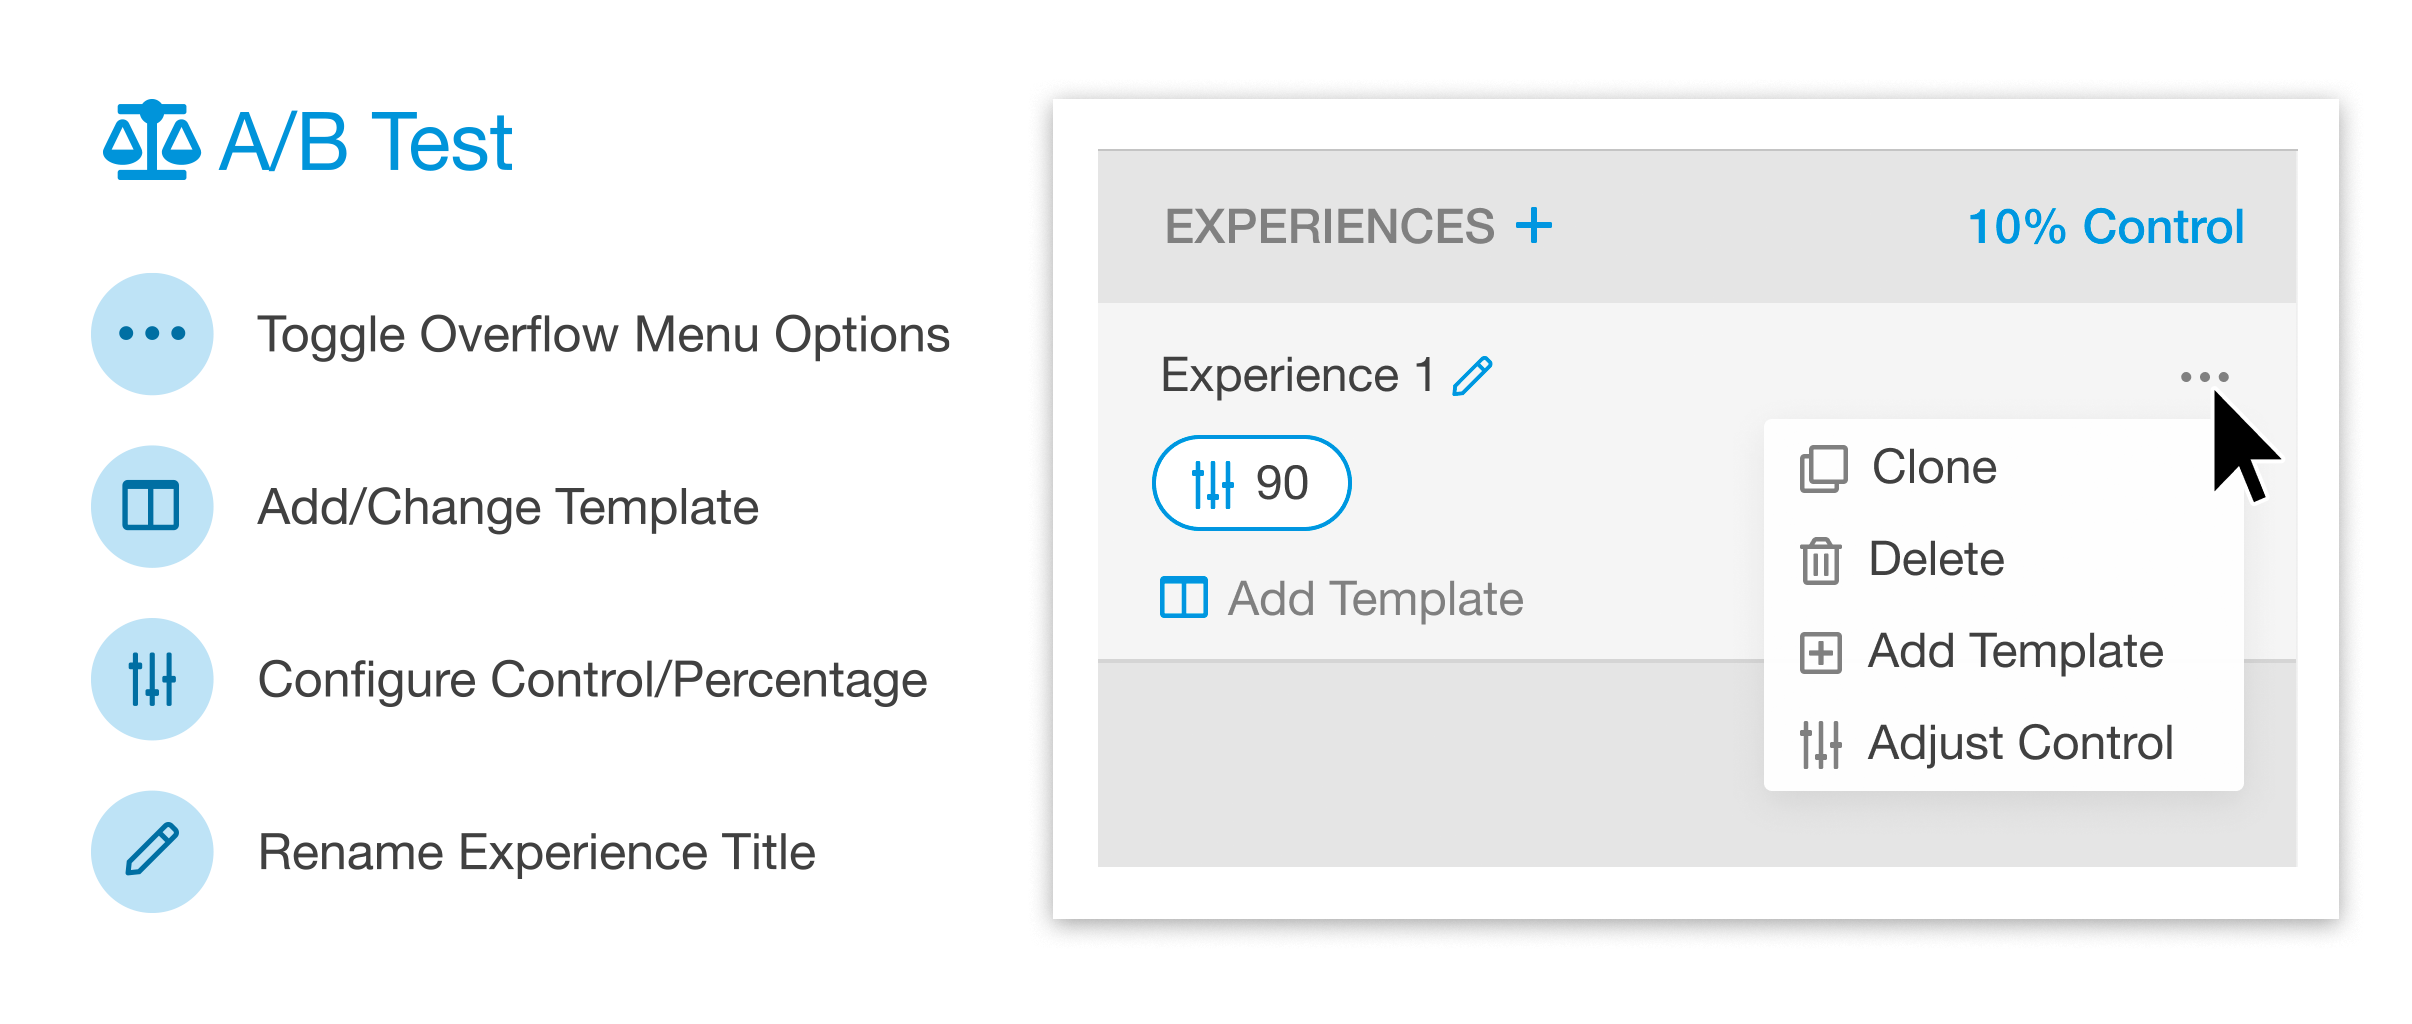 A/B Test
Toggle Overflow Menu Options
Add/Change Template
Configure Control/Percentage
Rename Experience Title
EXPERIENCES +
10% Control
Experience 1
90
Add Template
Clone
Delete
Add Template
Adjust Control